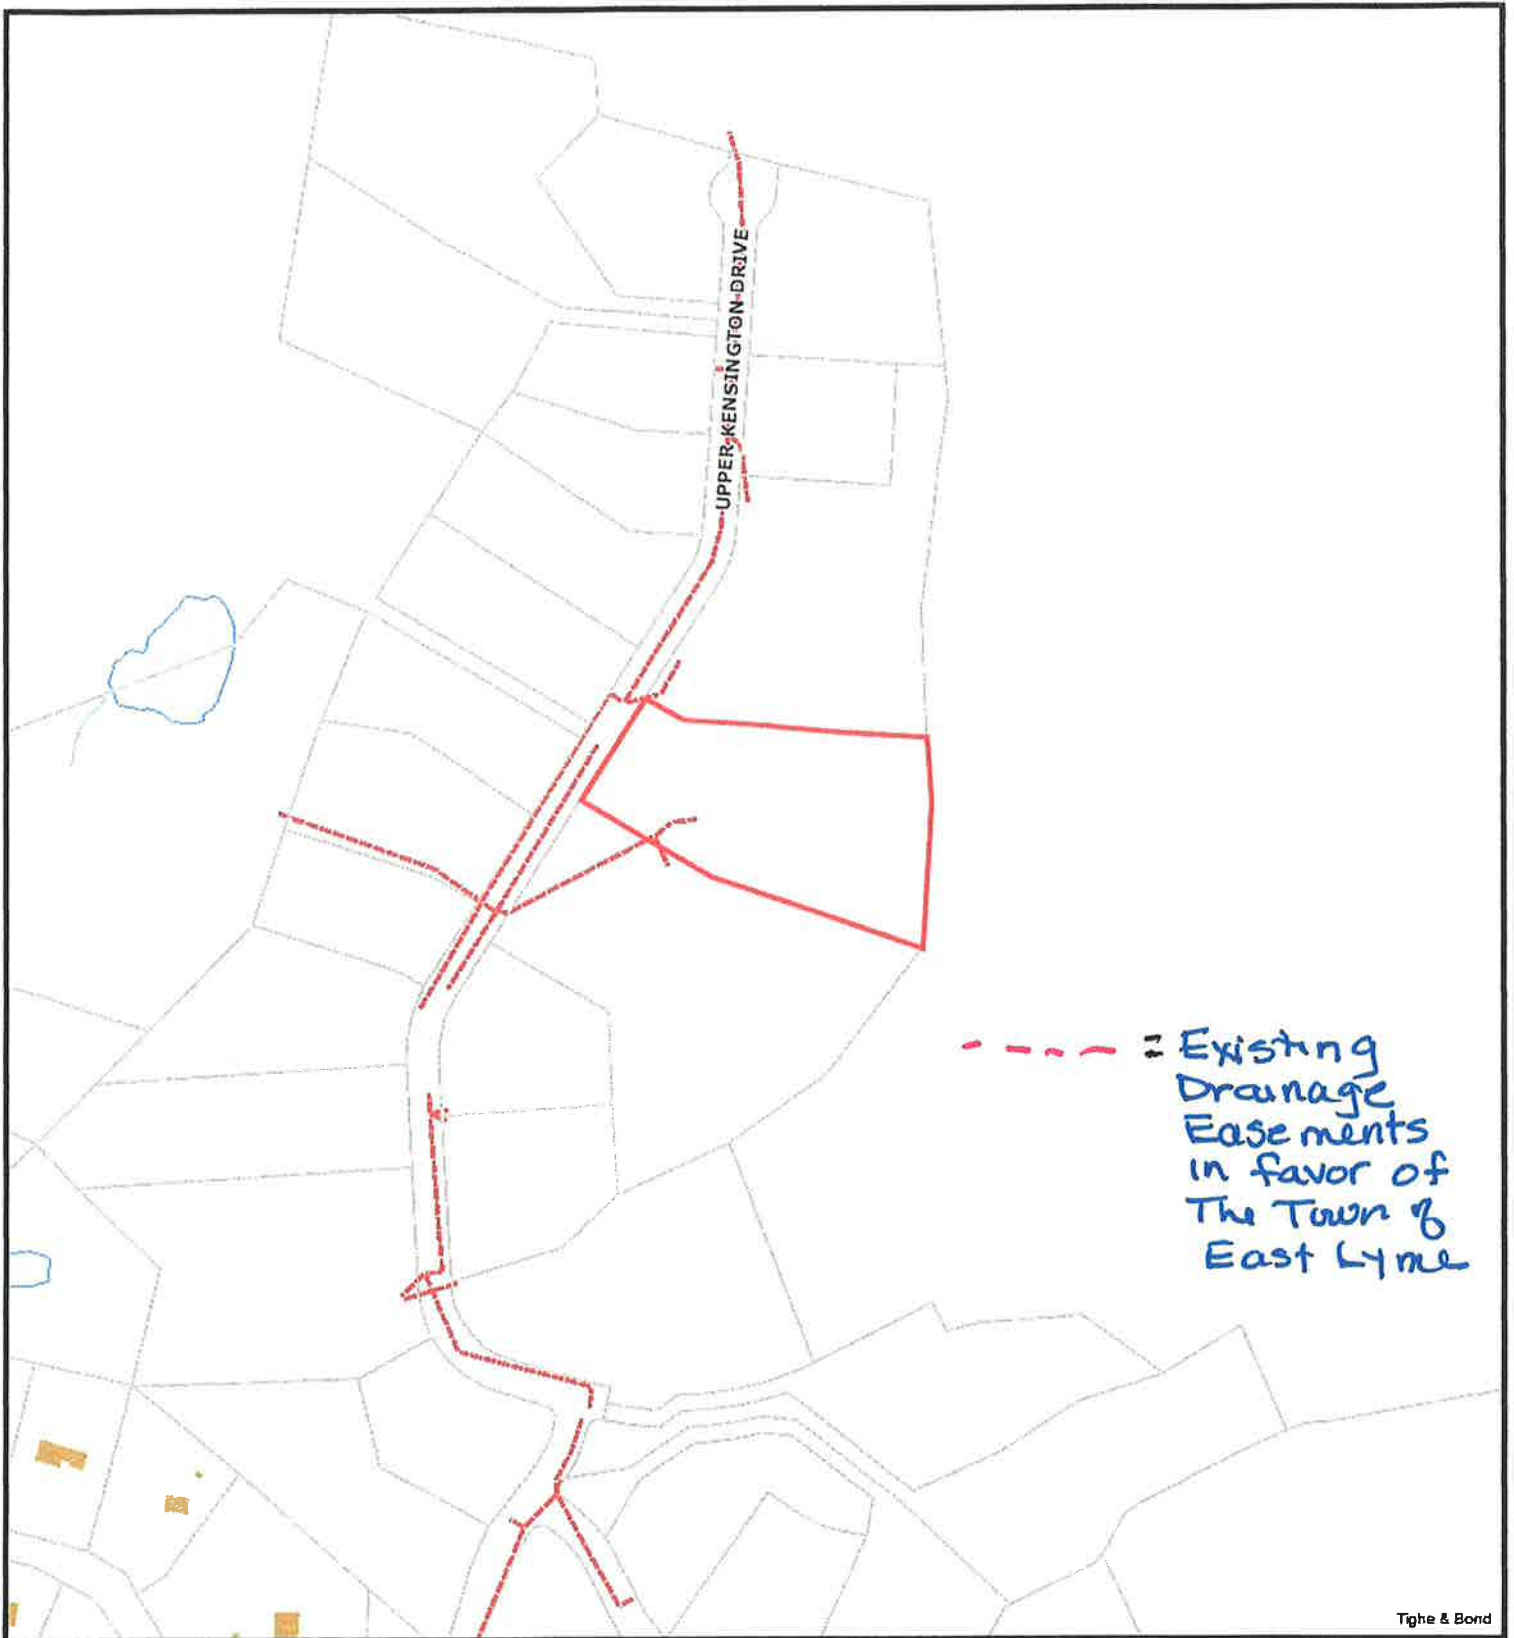 UPPER KENSINGTON DRIVE
= Existing
Drainage
Easements
in favor of
The Town of
East Lyme
Tighe & Bond